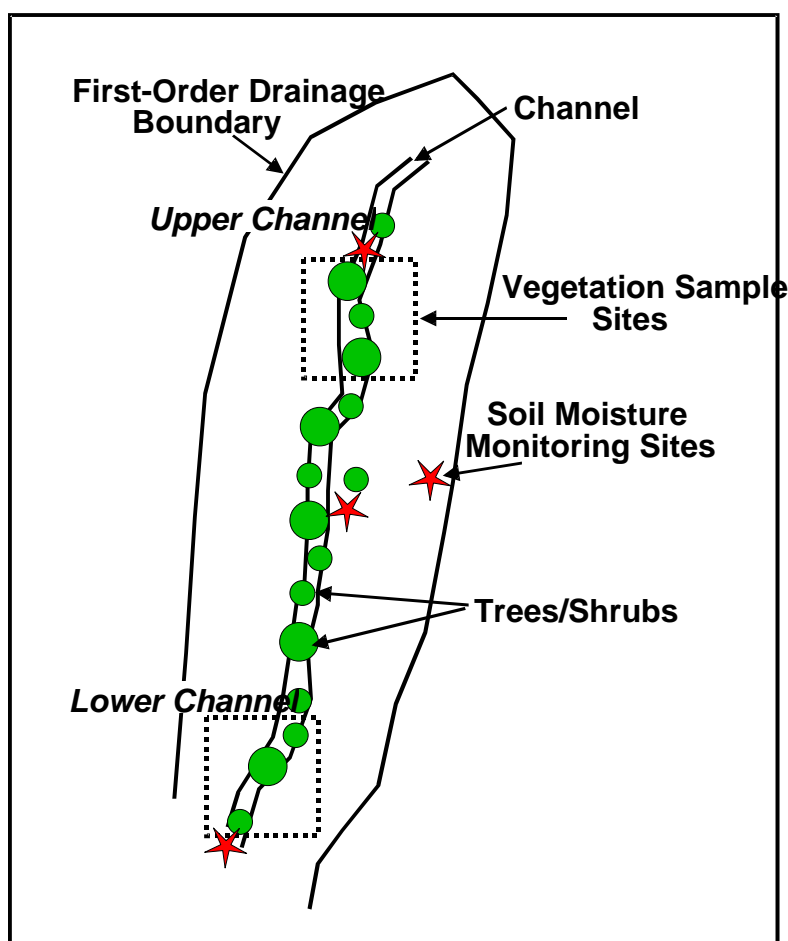 First-Order Drainage
Boundary
Channel
Upper Channel
Vegetation Sample
Sites
Soil Moisture
Monitoring Sites
Trees/Shrubs
Lower Channel